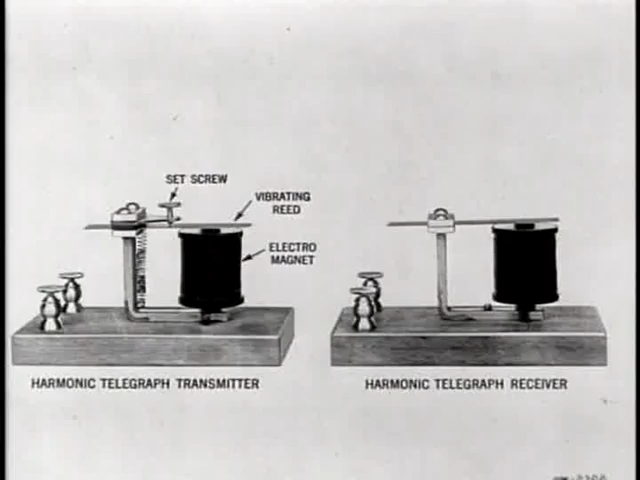 SET SCREW
VIBRATING
REED
ELECTRO
MAGNET
HARMONIC TELEGRAPH TRANSMITTER
HARMONIC TELEGRAPH RECEIVER